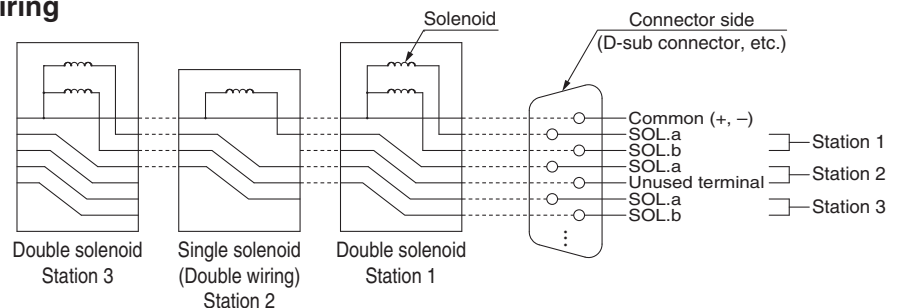 iring
Solenoid
Connector side
(D-sub connector, etc.)
Common (+, –)
SOL.a
SOL.b
Station 1
SOL.a
Unused terminal
Station 2
SOL.a
SOL.b
Station 3
Double solenoid
Station 3
Single solenoid
(Double wiring)
Station 2
Double solenoid
Station 1